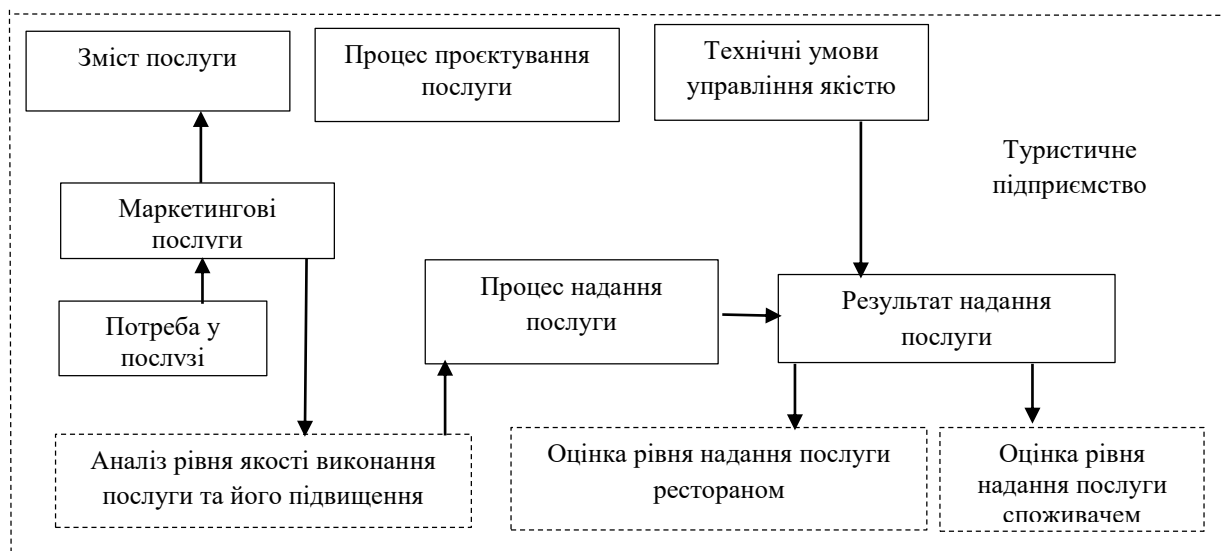 Зміст послуги
Процес проєктування
послуги
Технічні умови
управління якістю
Туристичне
підприємство
Маркетингові
послуги
Процес надання
послуги
Результат надання
послуги
Потреба у
послузі
Аналіз рівня якості виконання
послуги та його підвищення
Оцінка рівня надання послуги
рестораном
Оцінка рівня
надання послуги
споживачем